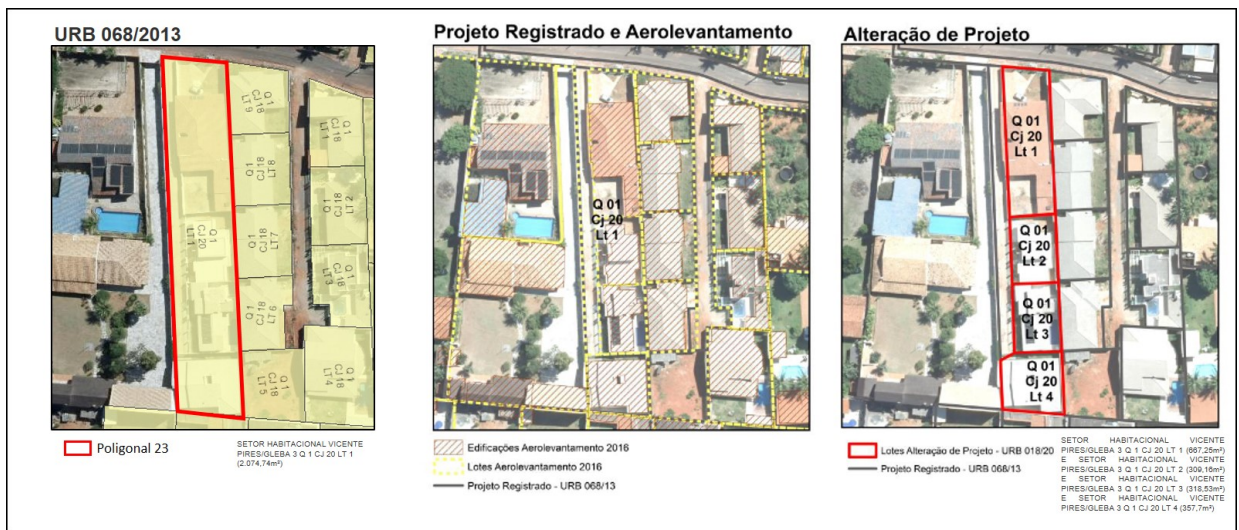 URB 068/2013
Q 1
CJ 18
LT 9
Q 1
CJ 18
LT 8
Q 1
CJ 18
LT 7
Q 1
CJ 18
LT 6
Q 1
CJ 18
LT 5
Q 1
CJ 18
LT 1
Q 1
CJ 18
LT 2
Q 1
CJ 18
LT 3
Q 1
CJ 18
LT 4
Q 1
CJ 20
LT 1
Poligonal 23
SETOR HABITACIONAL VICENTE
PIRES/GLEBA 3 Q 1 CJ 20 LT 1
(2.074,74m²)
Projeto Registrado e Aerolevantamento
Q 01
Cj 20
Lt 1
Edificações Aerolevantamento 2016
Lotes Aerolevantamento 2016
Projeto Registrado - URB 068/13
Alteração de Projeto
Q 01
Cj 20
Lt 1
Q 01
Cj 20
Lt 2
Q 01
Cj 20
Lt 3
Q 01
Cj 20
Lt 4
Lotes Alteração de Projeto - URB 018/20
Projeto Registrado - URB 068/13
SETOR HABITACIONAL VICENTE
PIRES/GLEBA 3 Q 1 CJ 20 LT 1 (667,25m²)
E SETOR HABITACIONAL VICENTE
PIRES/GLEBA 3 Q 1 CJ 20 LT 2 (309,16m²)
E SETOR HABITACIONAL VICENTE
PIRES/GLEBA 3 Q 1 CJ 20 LT 3 (318,53m²)
E SETOR HABITACIONAL VICENTE
PIRES/GLEBA 3 Q 1 CJ 20 LT 4 (357,7m²)